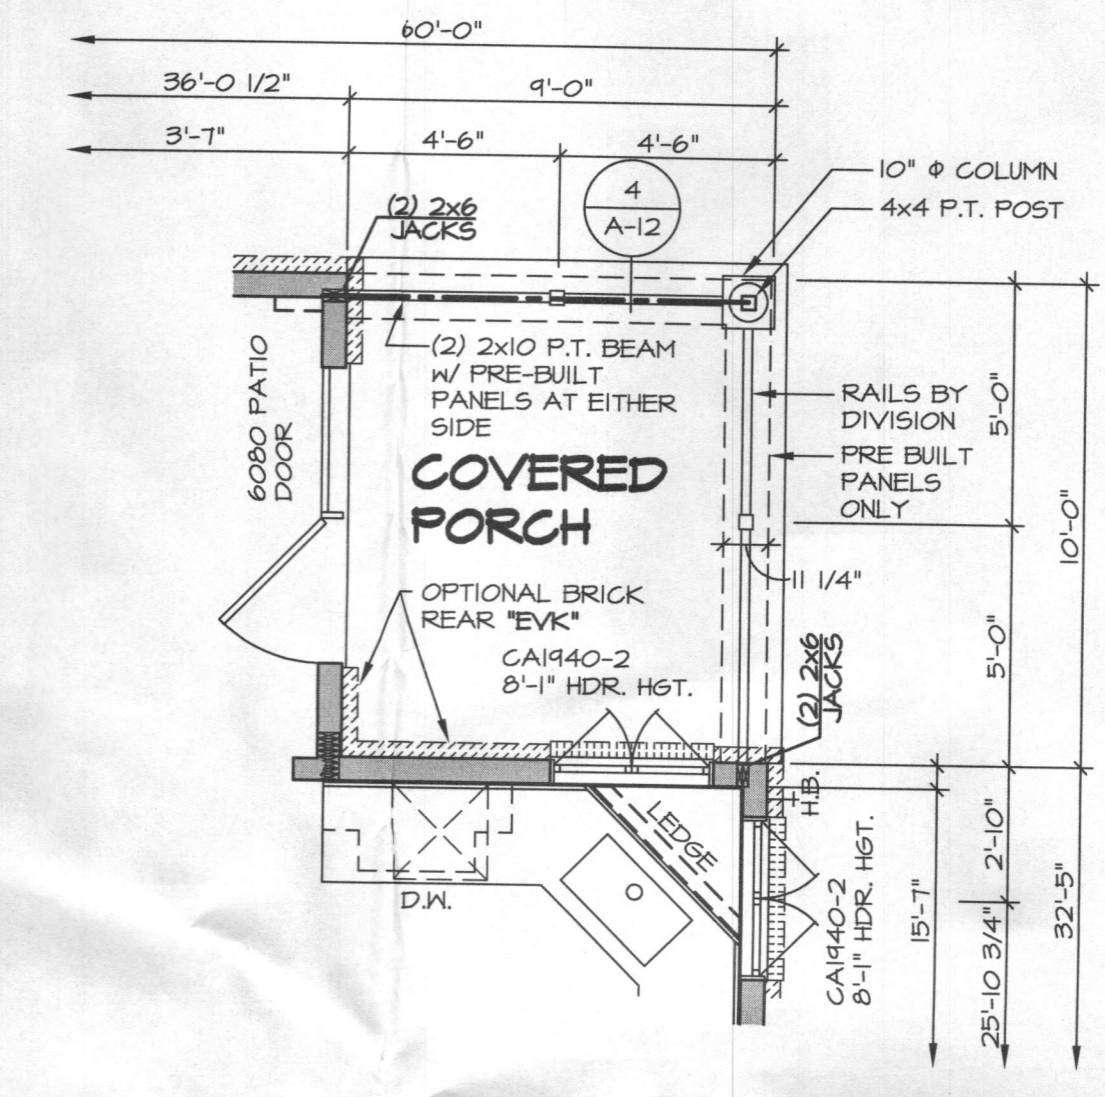 60'-0"
36'-0 1/2"
9'-0"
3'-7"
4'-6"
4'-6"
10" Φ COLUMN
4x4 P.T. POST
4
A-12
(2) 2x6
JACKS
(2) 2x10 P.T. BEAM
W/ PRE-BUILT
PANELS AT EITHER
SIDE
6080 PATIO
DOOR
RAILS BY
DIVISION
PRE BUILT
PANELS
ONLY
5'-0"
10'-0"
COVERED
PORCH
11 1/4"
OPTIONAL BRICK
REAR "EVK"
CA1940-2
8'-1" HDR. HGT.
(2) 2x6
JACKS
5'-0"
H.B.
LEDGE
D.W.
CA1940-2
8'-1" HDR. HGT.
15'-7"
2'-10"
25'-10 3/4"
32'-5"